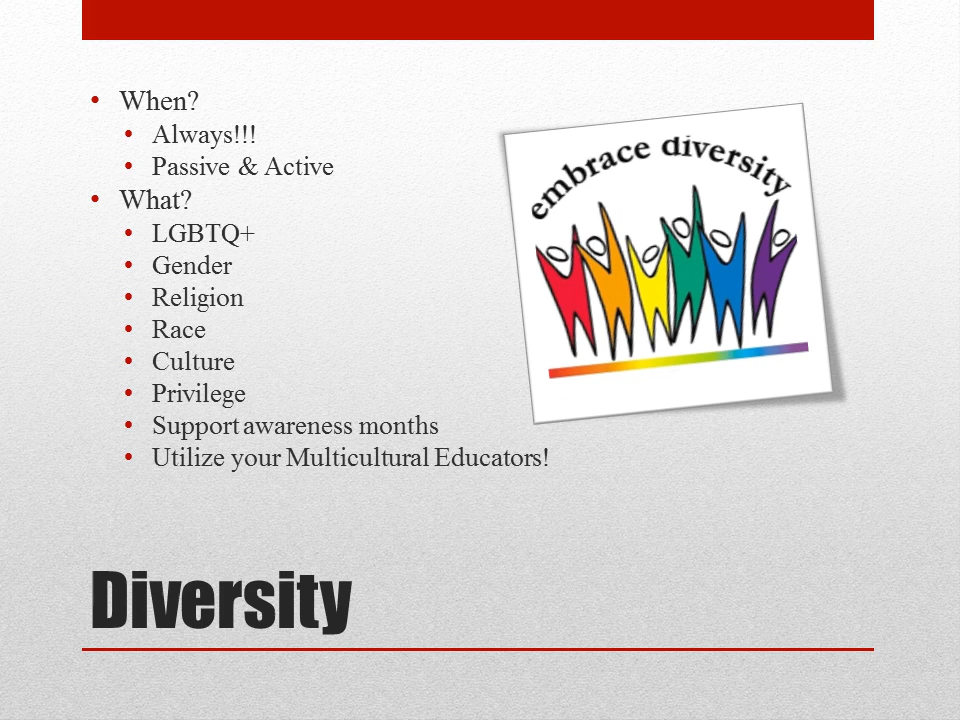 When?
Always!!!
Passive & Active
What?
LGBTQ+
Gender
Religion
Race
Culture
Privilege
Support awareness months
Utilize your Multicultural Educators!
embrace diversity
Diversity